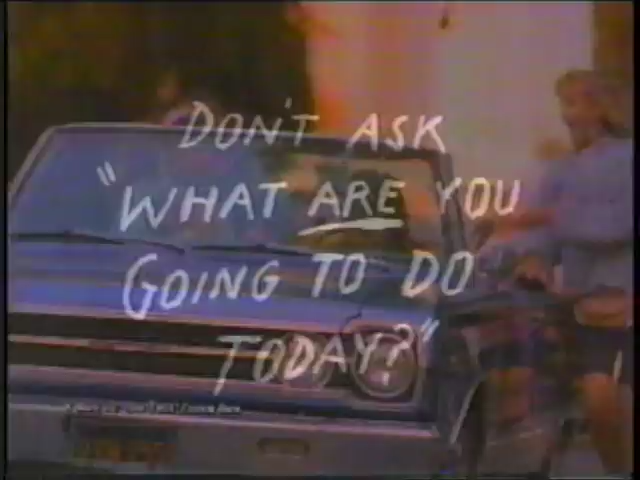 DON'T ASK
"WHAT ARE YOU
GOING TO DO
TODAY?"